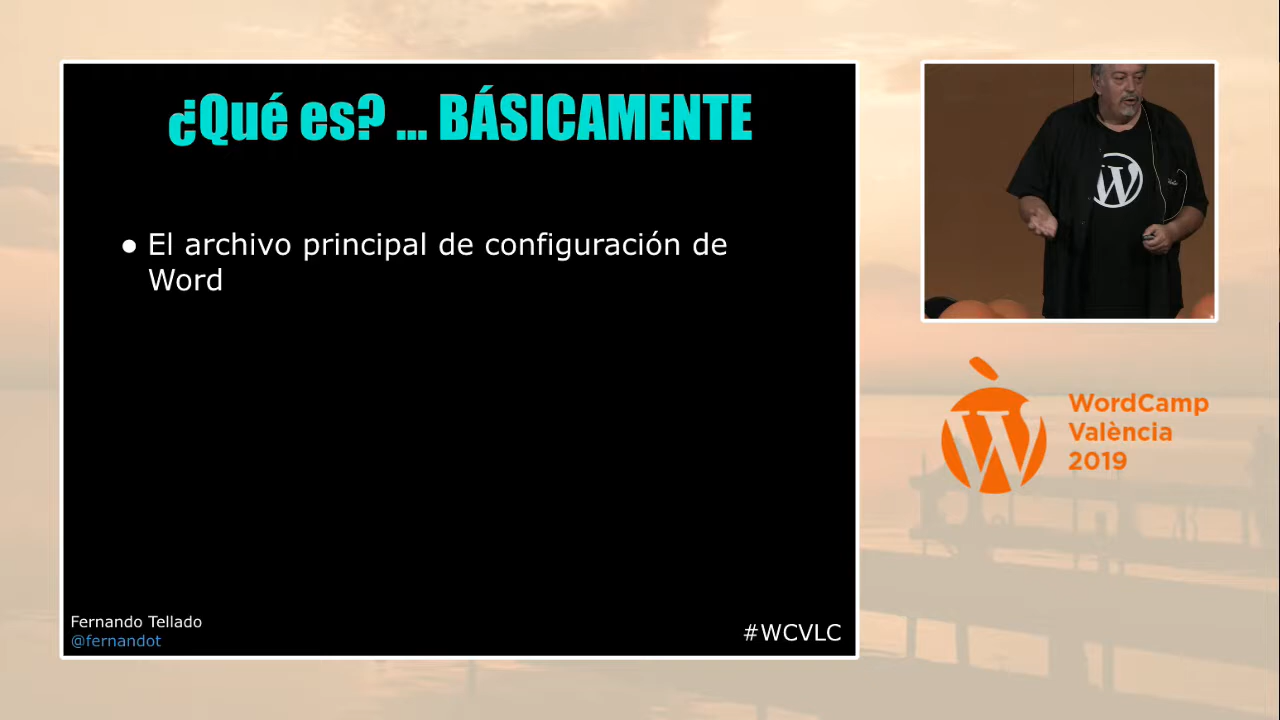 ¿Qué es? ... BÁSICAMENTE
● El archivo principal de configuración de
Word
Fernando Tellado
@fernandot
#WCVLC
W
WordCamp
València
2019